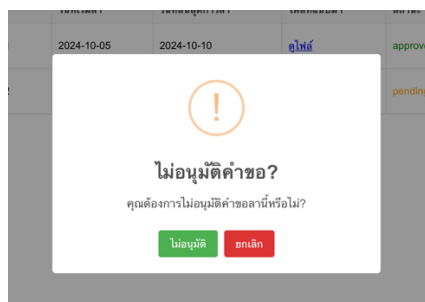 2024-10-05 2024-10-10 ดูไฟล์
pending
!
ไม่อนุมัติคำขอ?
คุณต้องการไม่อนุมัติคำขอลานี้หรือไม่?
ไม่อนุมัติ ยกเลิก